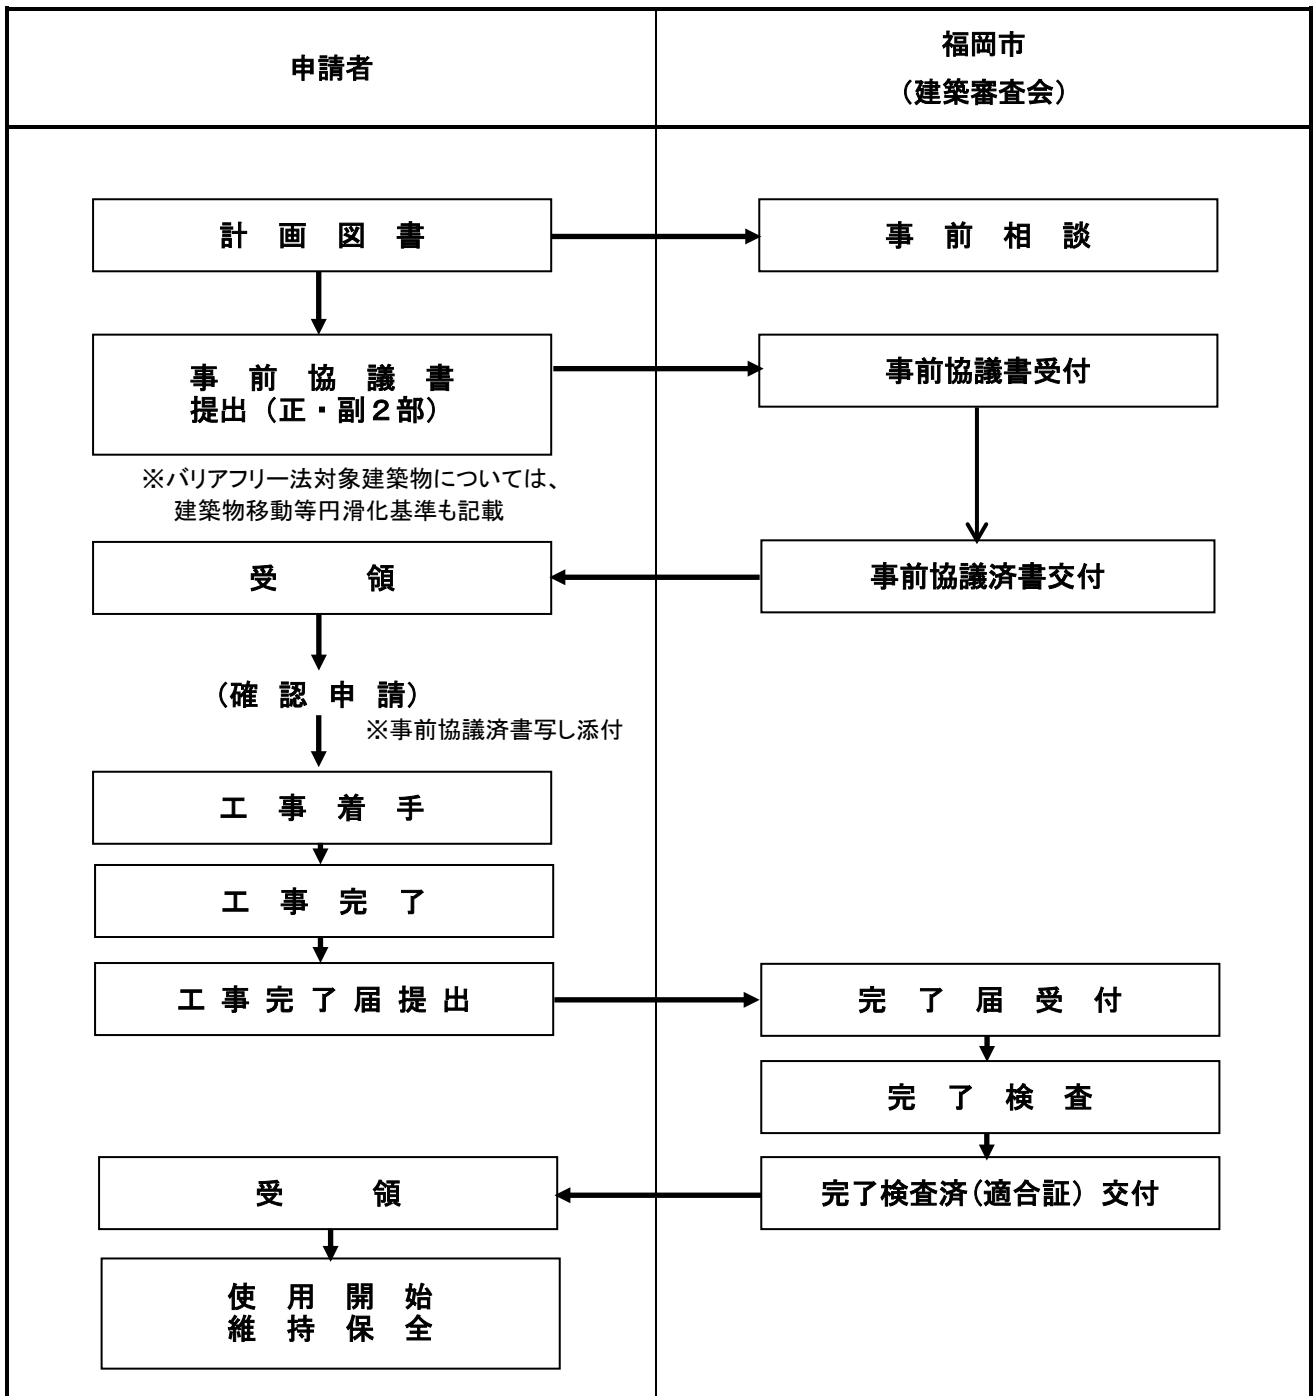 申請者
福岡市
（建築審査会）
計画図書
事前相談
事前協議書
提出（正・副２部）
事前協議書受付
※バリアフリー法対象建築物については、
建築物移動等円滑化基準も記載
受領
事前協議済書交付
（確認申請）
※事前協議済書写し添付
工事着手
工事完了
工事完了届提出
完了届受付
完了検査
受領
完了検査済（適合証）交付
使用開始
維持保全